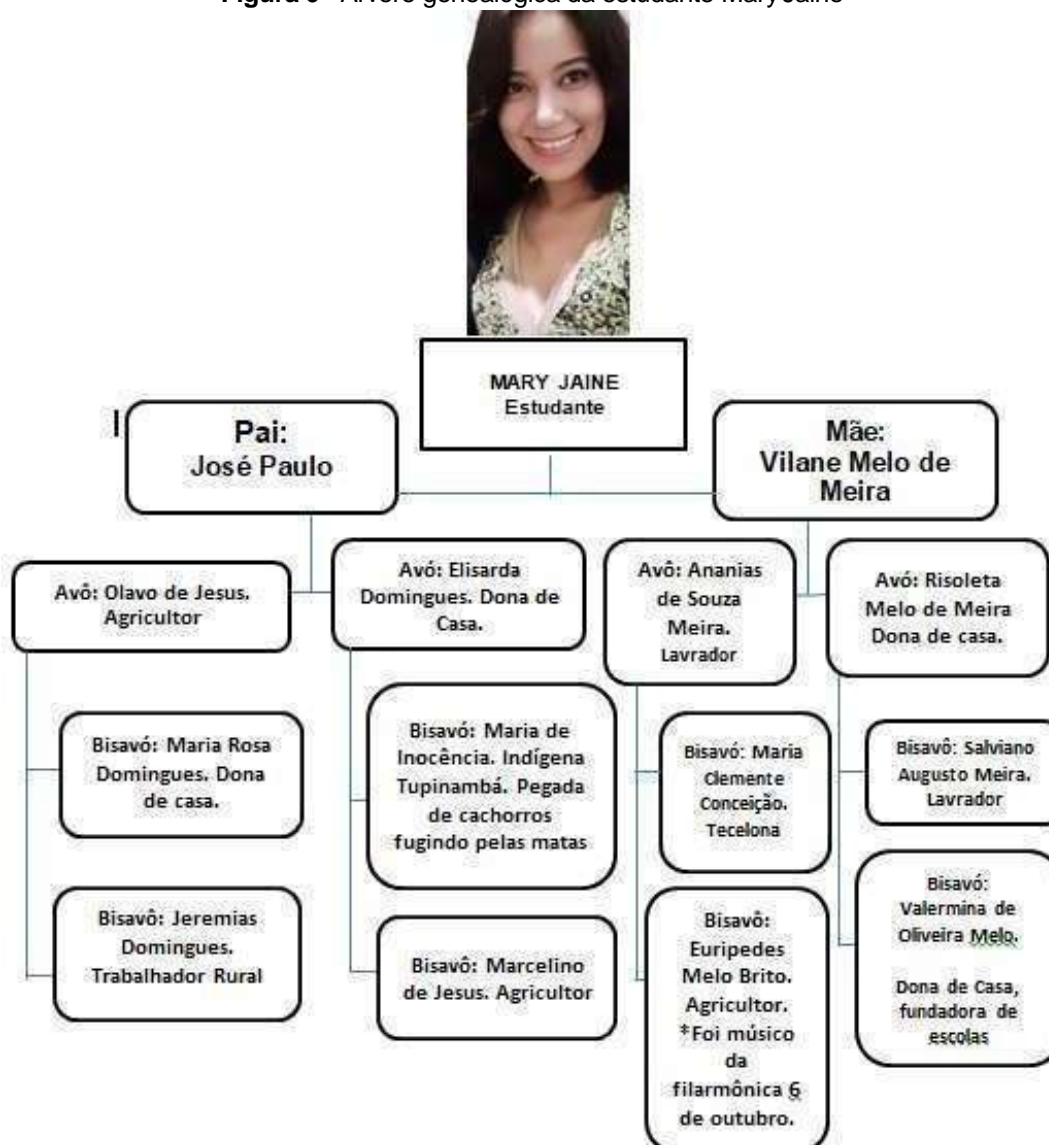 Figura 3 - Árvore genealógica da estudante Mary Jaine
MARY JAINE
Estudante
Pai:
José Paulo
Mãe:
Vilane Melo de
Meira
Avô: Olavo de Jesus.
Agricultor
Avó: Elisarda
Domingues. Dona de
Casa.
Avô: Ananias
de Souza
Meira.
Lavrador
Avó: Risoleta
Melo de Meira
Dona de casa.
Bisavó: Maria Rosa
Domingues. Dona
de casa.
Bisavó: Maria de
Inocência. Indígena
Tupinambá. Pegada
de cachorros
fugindo pelas matas
Bisavó: Maria
Clemente
Conceição.
Tecelona
Bisavô: Salviano
Augusto Meira.
Lavrador
Bisavô: Jeremias
Domingues.
Trabalhador Rural
Bisavô: Marcelino
de Jesus. Agricultor
Bisavô:
Euripedes
Melo Brito.
Agricultor.
*Foi músico
da
filarmônica 6
de outubro.
Bisavó:
Valermina de
Oliveira Melo.
Dona de Casa,
fundadora de
escolas